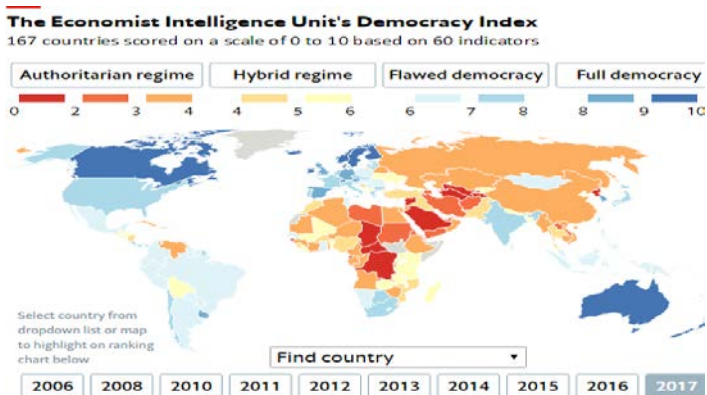 The Economist Intelligence Unit's Democracy Index
167 countries scored on a scale of 0 to 10 based on 60 indicators
Authoritarian regime Hybrid regime Flawed democracy Full democracy
0 2 3 4 4 5 6 6 7 8 8 9 10
Select country from
dropdown list or map
to highlight on ranking
chart below
Find country
2006 2008 2010 2011 2012 2013 2014 2015 2016 2017